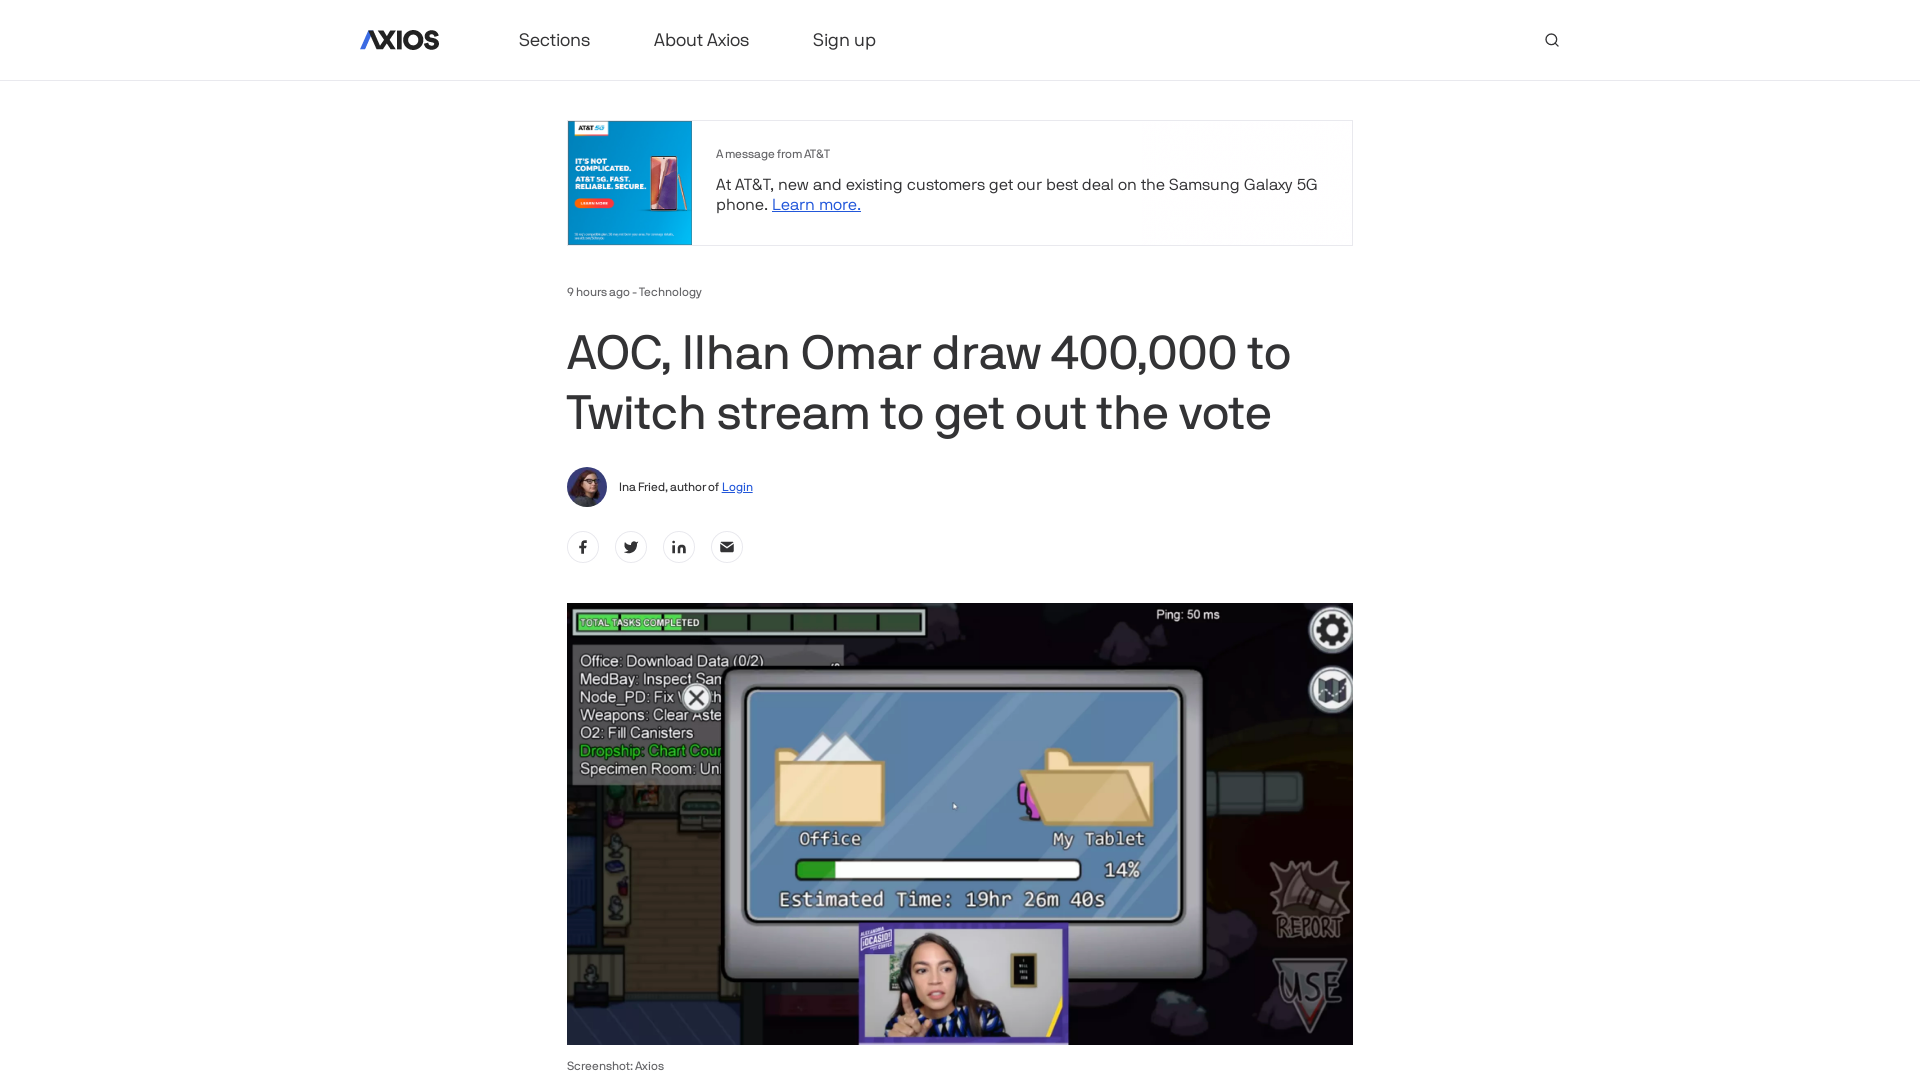 AXIOS
Sections
About Axios
Sign up
AT&T 5G
IT'S NOT
COMPLICATED.
AT&T 5G. FAST.
RELIABLE. SECURE.
LEARN MORE
A message from AT&T
At AT&T, new and existing customers get our best deal on the Samsung Galaxy 5G
phone. Learn more.
9 hours ago - Technology
AOC, Ilhan Omar draw 400,000 to
Twitch stream to get out the vote
Ina Fried, author of Login
TOTAL TASKS COMPLETED
Ping: 50 ms
Office: Download Data (0/2)
MedBay: Inspect Sam
Node_PD: Fix W
Weapons: Clear Aste
O2: Fill Canisters
Dropship: Chart Cour
Specimen Room: Unl
Office
My Tablet
14%
Estimated Time: 19hr 26m 40s
REPORT
USE
ALEXANDRIA
OCASIO
Screenshot: Axios